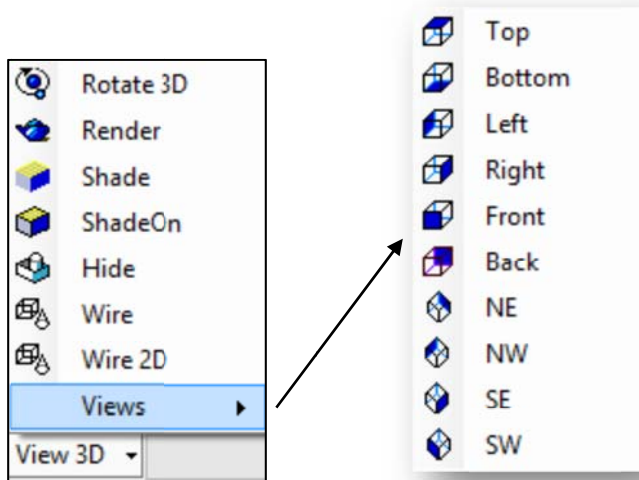 Rotate 3D
Render
Shade
ShadeOn
Hide
Wire
Wire 2D
Views
View 3D
Top
Bottom
Left
Right
Front
Back
NE
NW
SE
SW